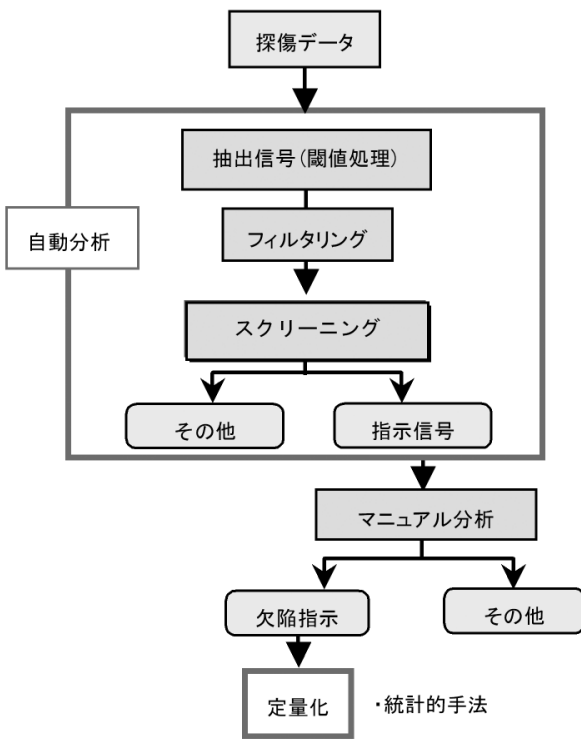 探傷データ
抽出信号(閾値処理)
自動分析
フィルタリング
スクリーニング
その他
指示信号
マニュアル分析
欠陥指示
その他
定量化
・統計的手法